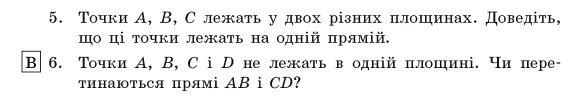 5. Точки A, B, C лежать у двох різних площинах. Доведіть,
що ці точки лежать на одній прямій.
В 6. Точки A, B, C і D не лежать в одній площині. Чи пере-
тинаються прямі AB і CD?